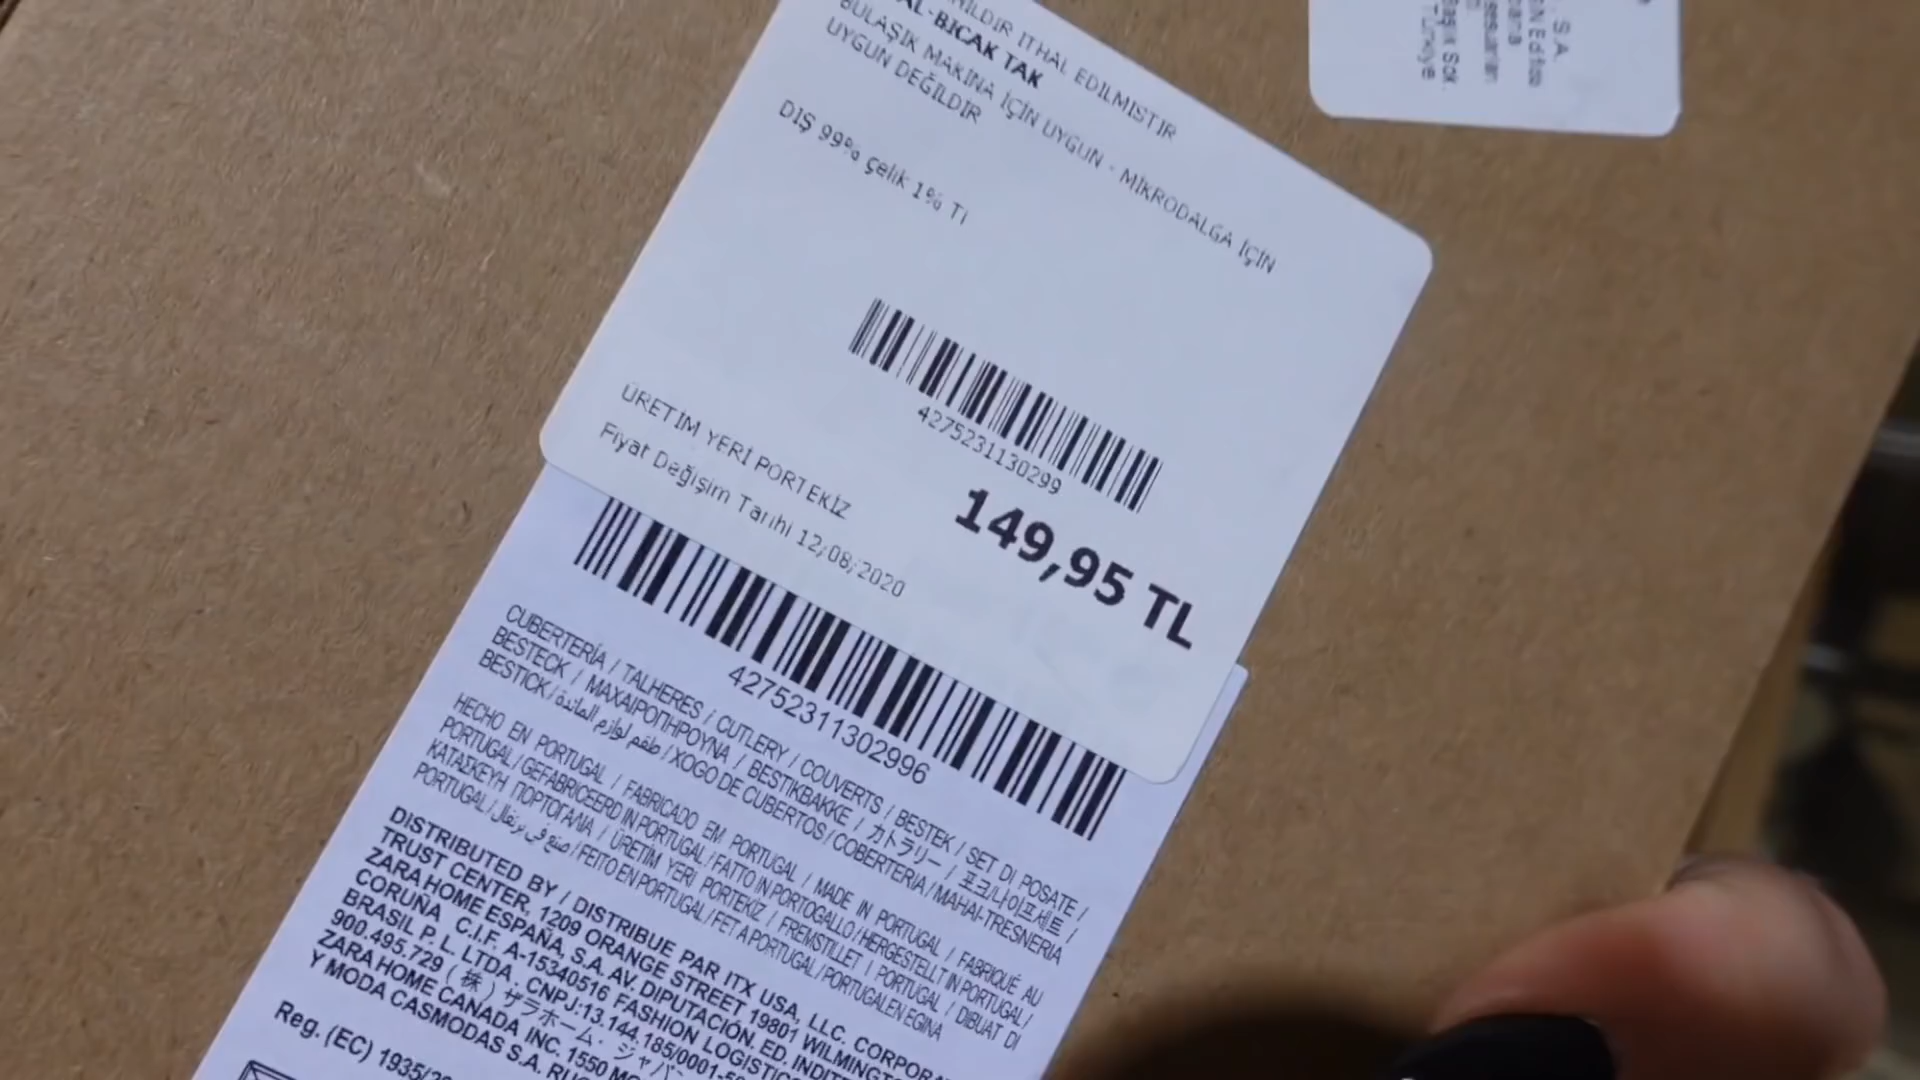 İTHAL EDİLMİŞTİR
AL-BIÇAK TAK
BULAŞIK MAKİNA İÇİN UYGUN - MİKRODALGA İÇİN
UYGUN DEĞİLDİR
DIŞ 99% çelik 1% Ti
4275231130299
ÜRETİM YERİ PORTEKİZ
Fiyat Değişim Tarihi 12/08/2020
149,95 TL
42752311302996
CUBERTERÍA / TALHERES / CUTLERY / COUVERTS / BESTEK / SET DI POSATE /
BESTECK / ΜΑΧΑΙΡΟΠΗΡΟΥΝΑ / BESTIKBAKKE / カトラリー / 포크/나이프세트 /
BESTICK / طقم لوازم المائدة / XOGO DE CUBERTOS / COBERTERIA / MAHAI-TRESNERIA
HECHO EN PORTUGAL / FABRICADO EM PORTUGAL / MADE IN PORTUGAL / FABRIQUÉ AU
PORTUGAL / GEFABRICEERD IN PORTUGAL / FATTO IN PORTOGALLO / HERGESTELLT IN PORTUGAL /
ΚΑΤΑΣΚΕΥΗ ΠΟΡΤΟΓΑΛΙΑ / ÜRETİM YERİ PORTEKİZ / FREMSTILLET I PORTUGAL / DIBUAT DI
PORTUGAL / صنع في برتغال / FEITO EN PORTUGAL / FET A PORTUGAL / PORTUGALEN EGINA
DISTRIBUTED BY / DISTRIBUE PAR ITX USA, LLC. CORPORA
TRUST CENTER, 1209 ORANGE STREET 19801 WILMINGT
ZARA HOME ESPAÑA, S.A. AV. DIPUTACIÓN. ED. INDITE
CORUÑA C.I.F. A-15340516 FASHION LOGISTIC
BRASIL P. L. LTDA, CNPJ:13.144.185/0001-5
900.495.729 (株) ザラホーム・ジャパ
ZARA HOME CANADA INC. 1550 M
Y MODA CASMODAS S.A. RU
Reg. (EC) 1935/20
S.A.
Sok.
Türkiye